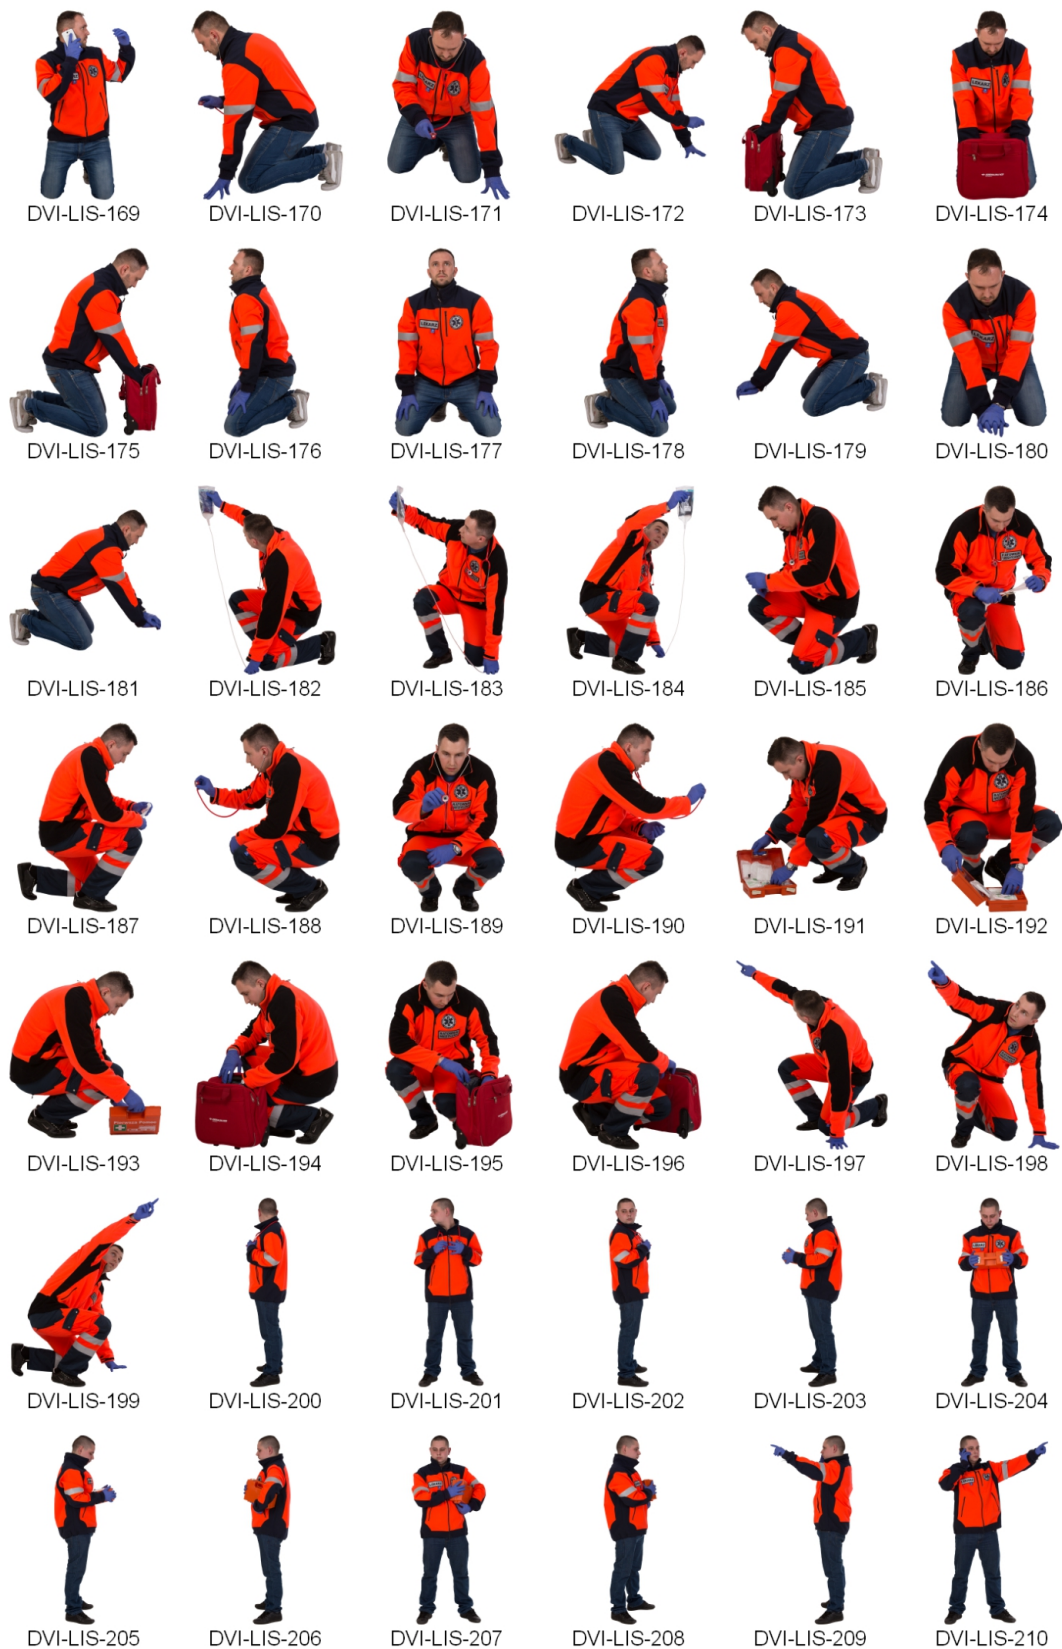 DVI-LIS-169 DVI-LIS-170 DVI-LIS-171 DVI-LIS-172 DVI-LIS-173 DVI-LIS-174
DVI-LIS-175 DVI-LIS-176 DVI-LIS-177 DVI-LIS-178 DVI-LIS-179 DVI-LIS-180
DVI-LIS-181 DVI-LIS-182 DVI-LIS-183 DVI-LIS-184 DVI-LIS-185 DVI-LIS-186
DVI-LIS-187 DVI-LIS-188 DVI-LIS-189 DVI-LIS-190 DVI-LIS-191 DVI-LIS-192
DVI-LIS-193 DVI-LIS-194 DVI-LIS-195 DVI-LIS-196 DVI-LIS-197 DVI-LIS-198
DVI-LIS-199 DVI-LIS-200 DVI-LIS-201 DVI-LIS-202 DVI-LIS-203 DVI-LIS-204
DVI-LIS-205 DVI-LIS-206 DVI-LIS-207 DVI-LIS-208 DVI-LIS-209 DVI-LIS-210